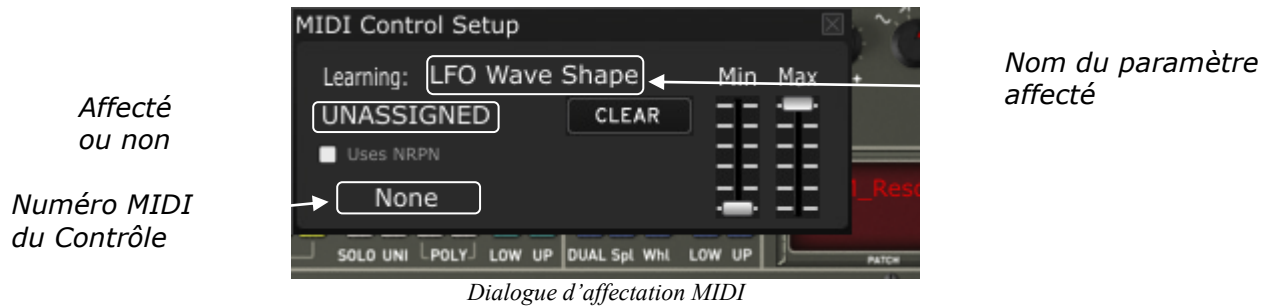 MIDI Control Setup
Learning: LFO Wave Shape Min Max
UNASSIGNED CLEAR
Uses NRPN
None
Nom du paramètre
affecté
Affecté
ou non
Numéro MIDI
du Contrôle
SOLO UNI POLY LOW UP DUAL Spl Whl LOW UP PATCH
Dialogue d’affectation MIDI